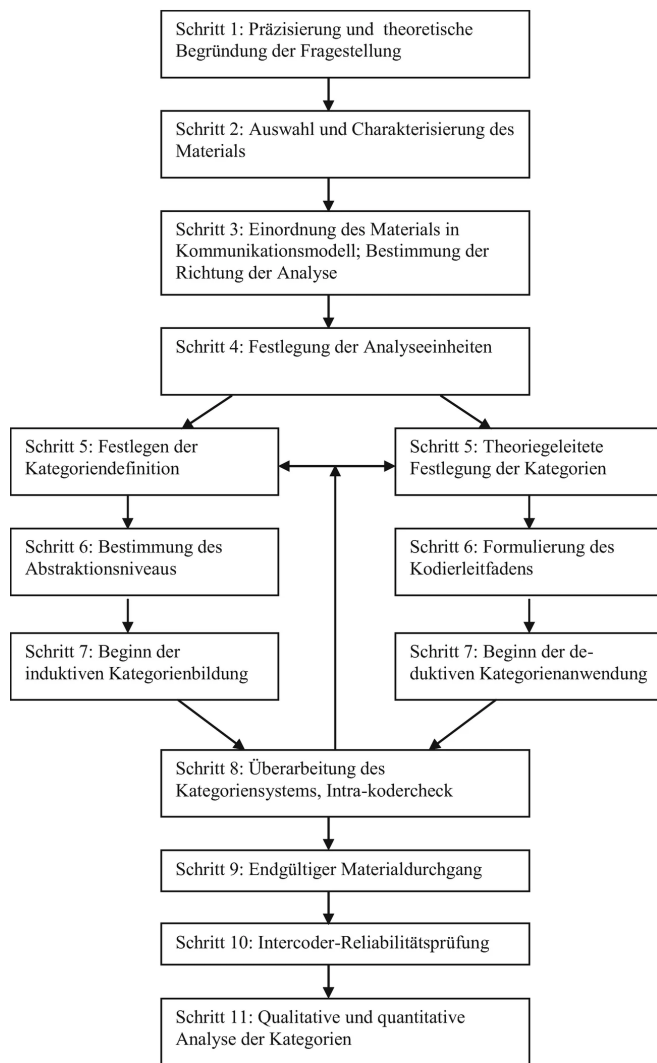 Schritt 1: Präzisierung und theoretische
Begründung der Fragestellung
Schritt 2: Auswahl und Charakterisierung des
Materials
Schritt 3: Einordnung des Materials in
Kommunikationsmodell; Bestimmung der
Richtung der Analyse
Schritt 4: Festlegung der Analyseeinheiten
Schritt 5: Festlegen der
Kategoriendefinition
Schritt 5: Theoriegeleitete
Festlegung der Kategorien
Schritt 6: Bestimmung des
Abstraktionsniveaus
Schritt 6: Formulierung des
Kodierleitfadens
Schritt 7: Beginn der
induktiven Kategorienbildung
Schritt 7: Beginn der de-
duktiven Kategorienanwendung
Schritt 8: Überarbeitung des
Kategoriensystems, Intra-kodercheck
Schritt 9: Endgültiger Materialdurchgang
Schritt 10: Intercoder-Reliabilitätsprüfung
Schritt 11: Qualitative und quantitative
Analyse der Kategorien